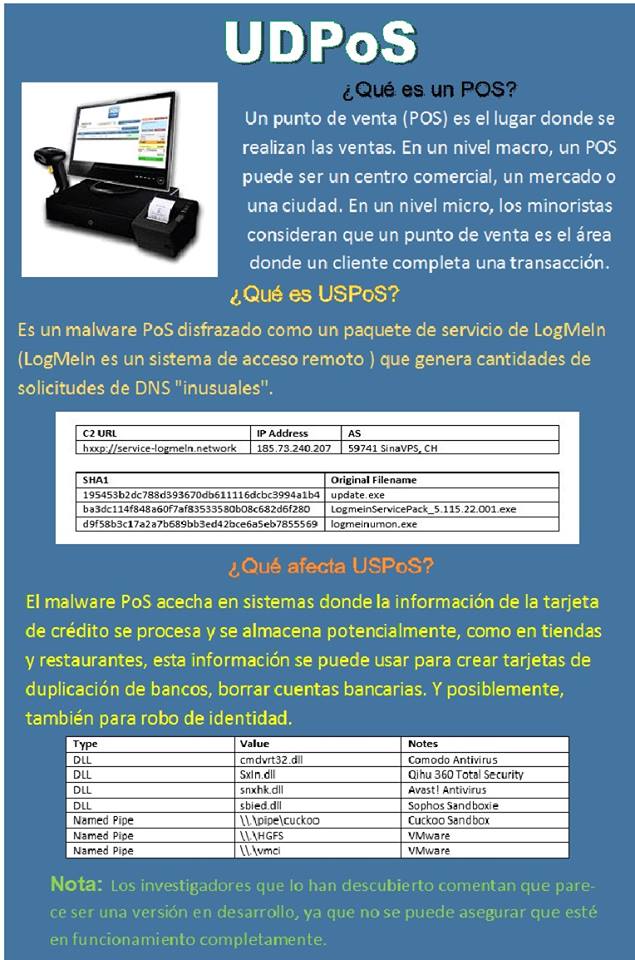 UDPoS
¿Qué es un POS?
Un punto de venta (POS) es el lugar donde se
realizan las ventas. En un nivel macro, un POS
puede ser un centro comercial, un mercado o
una ciudad. En un nivel micro, los minoristas
consideran que un punto de venta es el área
donde un cliente completa una transacción.
¿Qué es USPoS?
Es un malware PoS disfrazado como un paquete de servicio de LogMeIn
(LogMeIn es un sistema de acceso remoto ) que genera cantidades de
solicitudes de DNS "inusuales".
C2 URL IP Address AS
hxxp://service-logmeln.network 185.73.240.207 59741 SinaVPS, CH
SHA1 Original Filename
195453b2dc788d393670db611116dcbc3994a1b4 update.exe
ba3dc114f848a60f7af83533580b08c682d6f280 LogmeinServicePack_5.115.22.001.exe
d9f58b3c17a2a7b689bb3ed42bce6a5eb7855569 logmeinumon.exe
¿Qué afecta USPoS?
El malware PoS acecha en sistemas donde la información de la tarjeta
de crédito se procesa y se almacena potencialmente, como en tiendas
y restaurantes, esta información se puede usar para crear tarjetas de
duplicación de bancos, borrar cuentas bancarias. Y posiblemente,
también para robo de identidad.
Type Value Notes
DLL cmdvrt32.dll Comodo Antivirus
DLL SxIn.dll Qihu 360 Total Security
DLL snxhk.dll Avast! Antivirus
DLL sbied.dll Sophos Sandboxie
Named Pipe \\.\pipe\cuckoo Cuckoo Sandbox
Named Pipe \\.\HGFS VMware
Named Pipe \\.\vmci VMware
Nota: Los investigadores que lo han descubierto comentan que pare-
ce ser una versión en desarrollo, ya que no se puede asegurar que esté
en funcionamiento completamente.